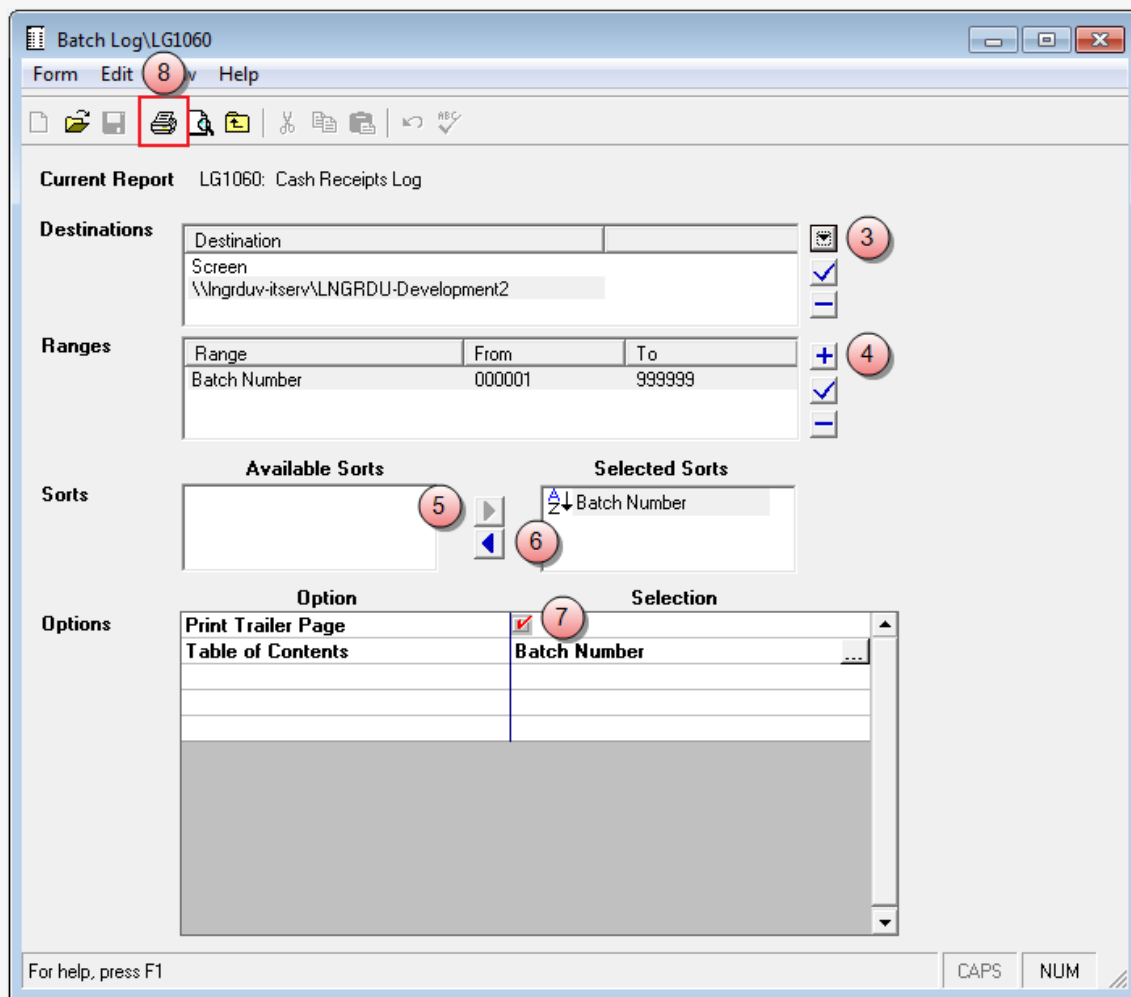 Batch Log\LG1060
Form Edit 8 Help
ABC
Current Report LG1060: Cash Receipts Log
Destinations
Destination
3
Screen
\\lngrduv-itserv\LNGRDU-Development2
Ranges
Range From To
4
Batch Number 000001 999999
Available Sorts Selected Sorts
Sorts
5
AZ Batch Number
6
Option Selection
Options
Print Trailer Page
7
Table of Contents Batch Number ...
For help, press F1 CAPS NUM